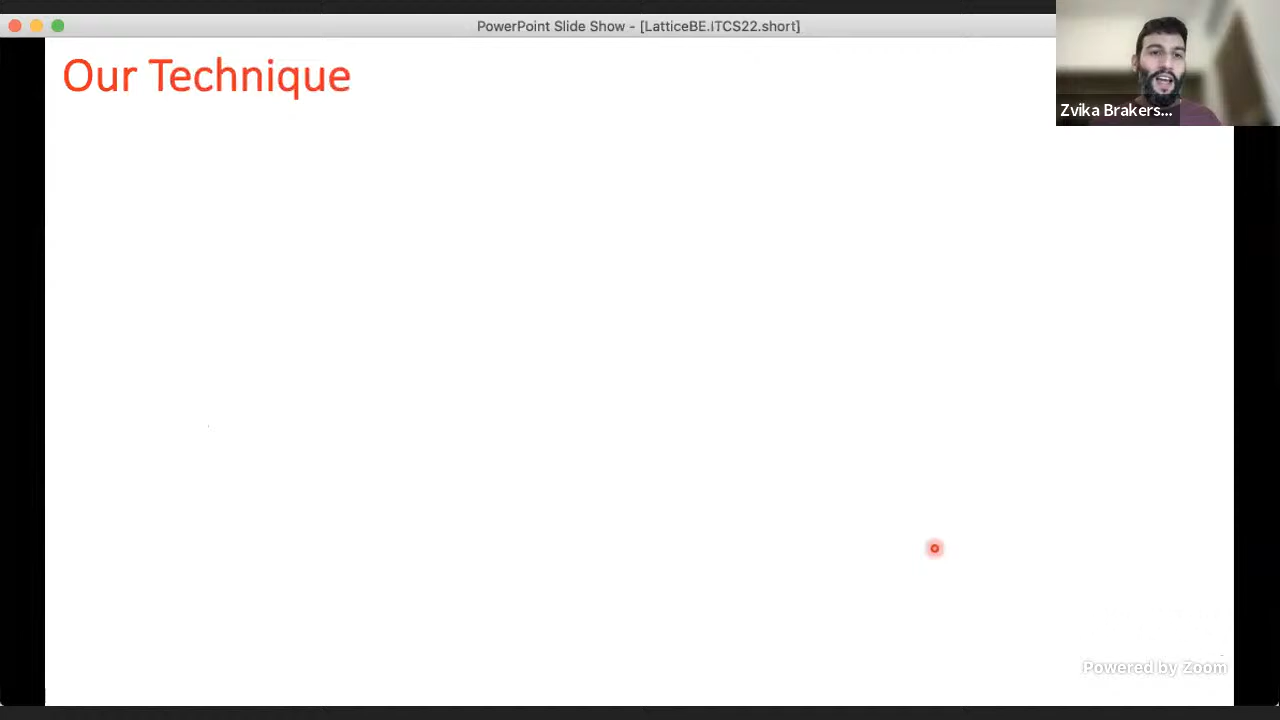 PowerPoint Slide Show - [LatticeBE.ITCS22.short]
Our Technique
Zvika Brakers...
Powered by Zoom